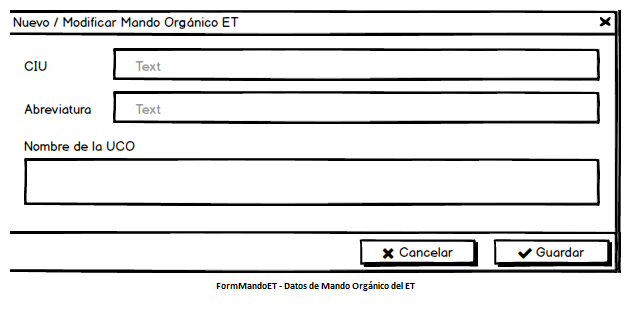 Nuevo / Modificar Mando Orgánico ET
CIU Text
Abreviatura Text
Nombre de la UCO
Cancelar Guardar
FormMandoET - Datos de Mando Orgánico del ET